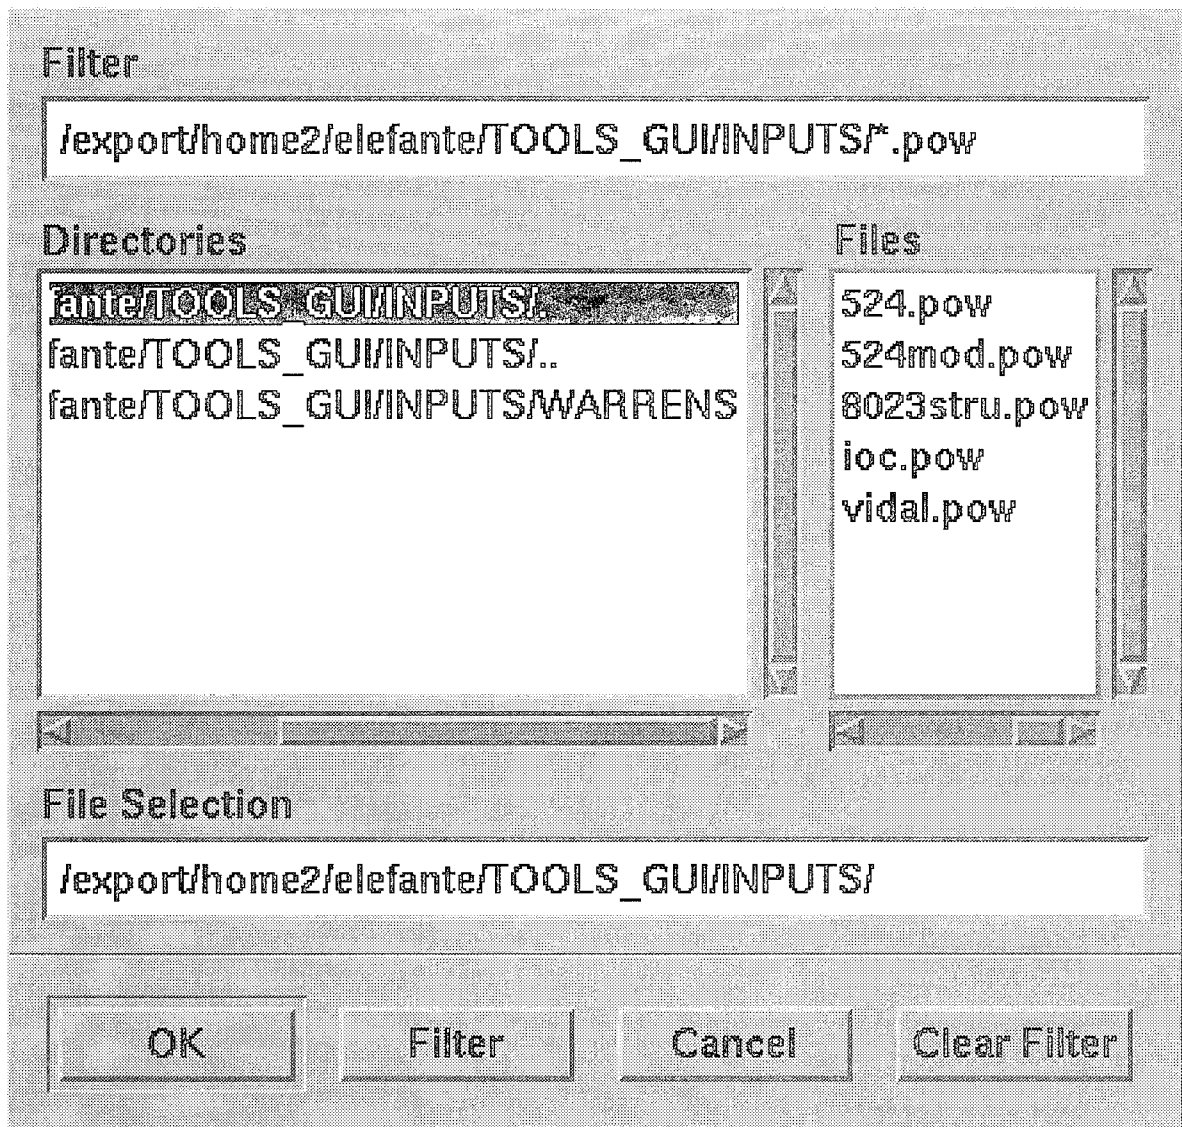 Filter
/export/home2/elefante/TOOLS_GUI/INPUTS/*.pow
Directories
fante/TOOLS_GUI/INPUTS/.
fante/TOOLS_GUI/INPUTS/..
fante/TOOLS_GUI/INPUTS/WARRENS
Files
524.pow
524mod.pow
8023stru.pow
ioc.pow
vidal.pow
File Selection
/export/home2/elefante/TOOLS_GUI/INPUTS/
OK
Filter
Cancel
Clear Filter